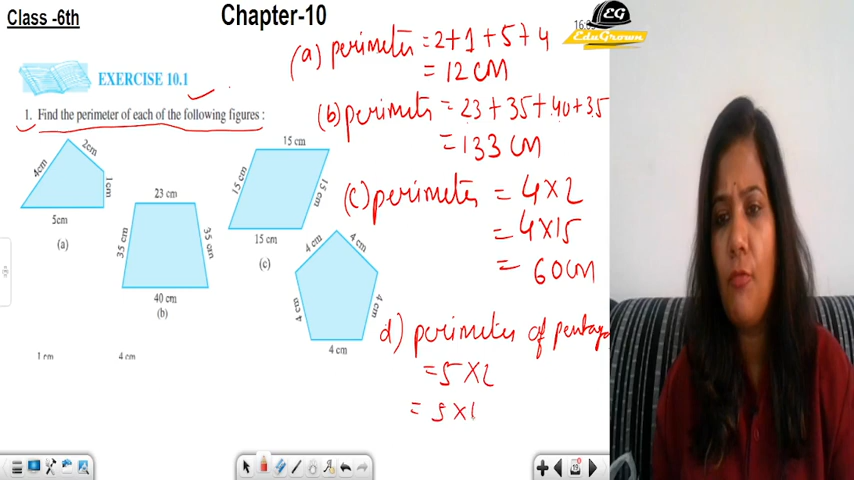 Class -6th
Chapter-10
16:0
EG
EduGrown
EXERCISE 10.1
1. Find the perimeter of each of the following figures :
4cm
2cm
1cm
5cm
(a)
23 cm
35 cm
35 cm
40 cm
(b)
15 cm
15 cm
15 cm
15 cm
(c)
4 cm
4 cm
4 cm
4 cm
4 cm
1 cm
4 cm
(a) perimeter = 2+1+5+4
= 12 CM
(b) perimeter = 23 + 35 + 40 + 35
= 133 CM
(c) perimeter = 4 × 2
= 4 × 15
= 60 cm
d) perimeter of pentago
= 5 × 2
= 5 ×